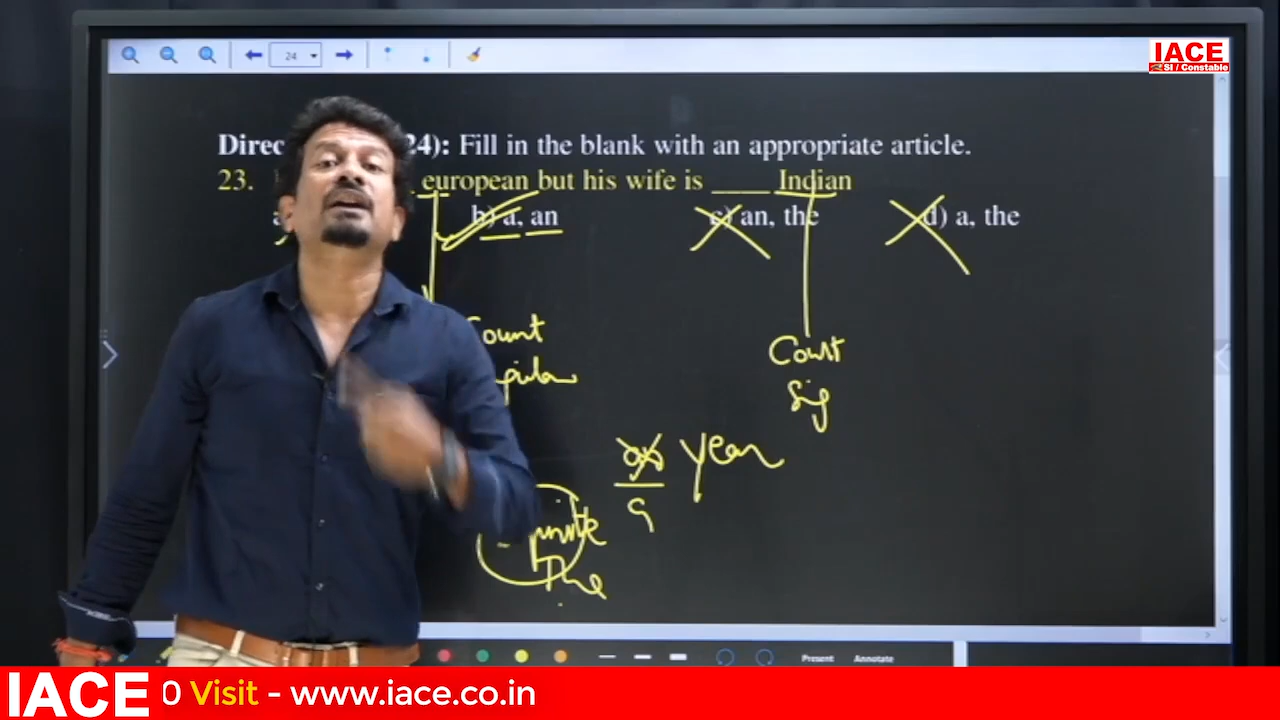 24
IACE
SI / Constable
Direc 24): Fill in the blank with an appropriate article.
23. european but his wife is ____ Indian
b) a, an c) an, the d) a, the
Count
Count
Sig
an year
a
The
Present Annotate
IACE 0 Visit - www.iace.co.in